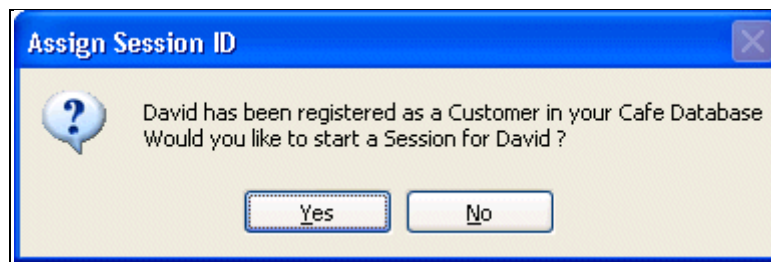 Assign Session ID
David has been registered as a Customer in your Cafe Database
Would you like to start a Session for David ?
Yes No